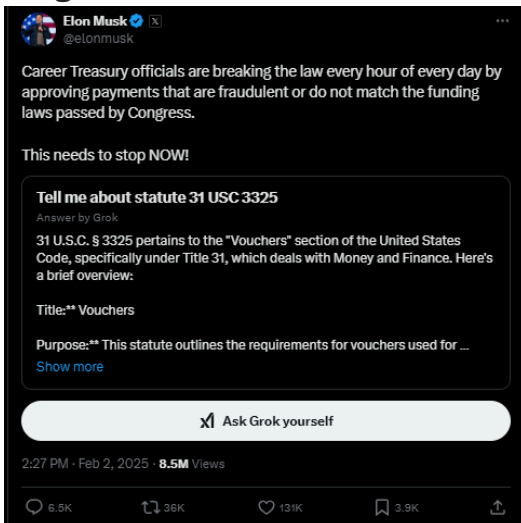 Elon Musk
@elonmusk
Career Treasury officials are breaking the law every hour of every day by
approving payments that are fraudulent or do not match the funding
laws passed by Congress.
This needs to stop NOW!
Tell me about statute 31 USC 3325
Answer by Grok
31 U.S.C. § 3325 pertains to the "Vouchers" section of the United States
Code, specifically under Title 31, which deals with Money and Finance. Here's
a brief overview:
Title:** Vouchers
Purpose:** This statute outlines the requirements for vouchers used for ...
Show more
Ask Grok yourself
2:27 PM · Feb 2, 2025 · 8.5M Views
6.5K 36K 131K 3.9K